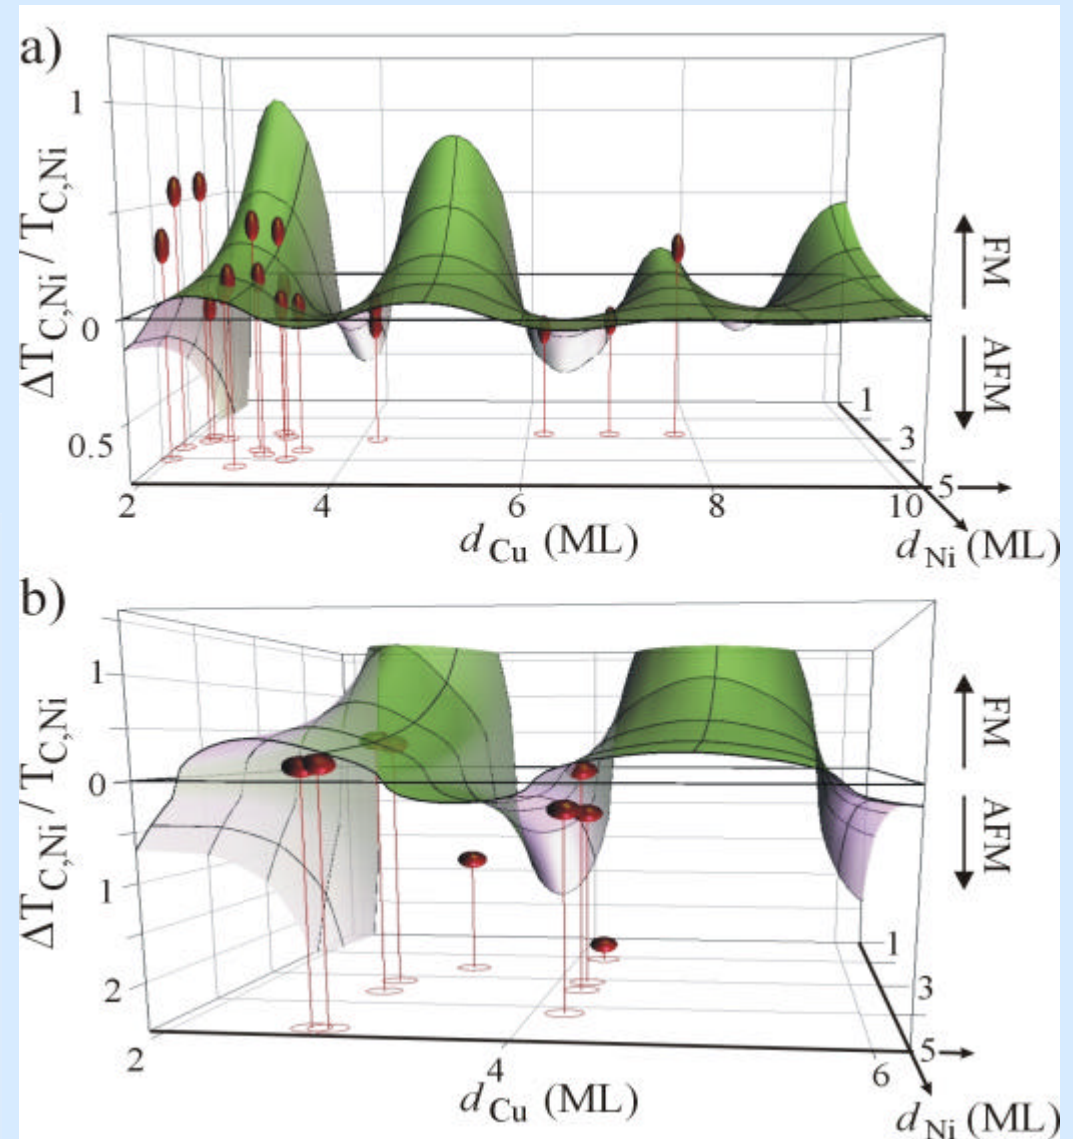 a)
1
0
0.5
ΔT_C,Ni / T_C,Ni
FM
AFM
1
3
5
2 4 6 8 10
d_Cu (ML)
d_Ni (ML)
b)
1
0
1
2
ΔT_C,Ni / T_C,Ni
FM
AFM
1
3
5
2 4 6
d_Cu (ML)
d_Ni (ML)